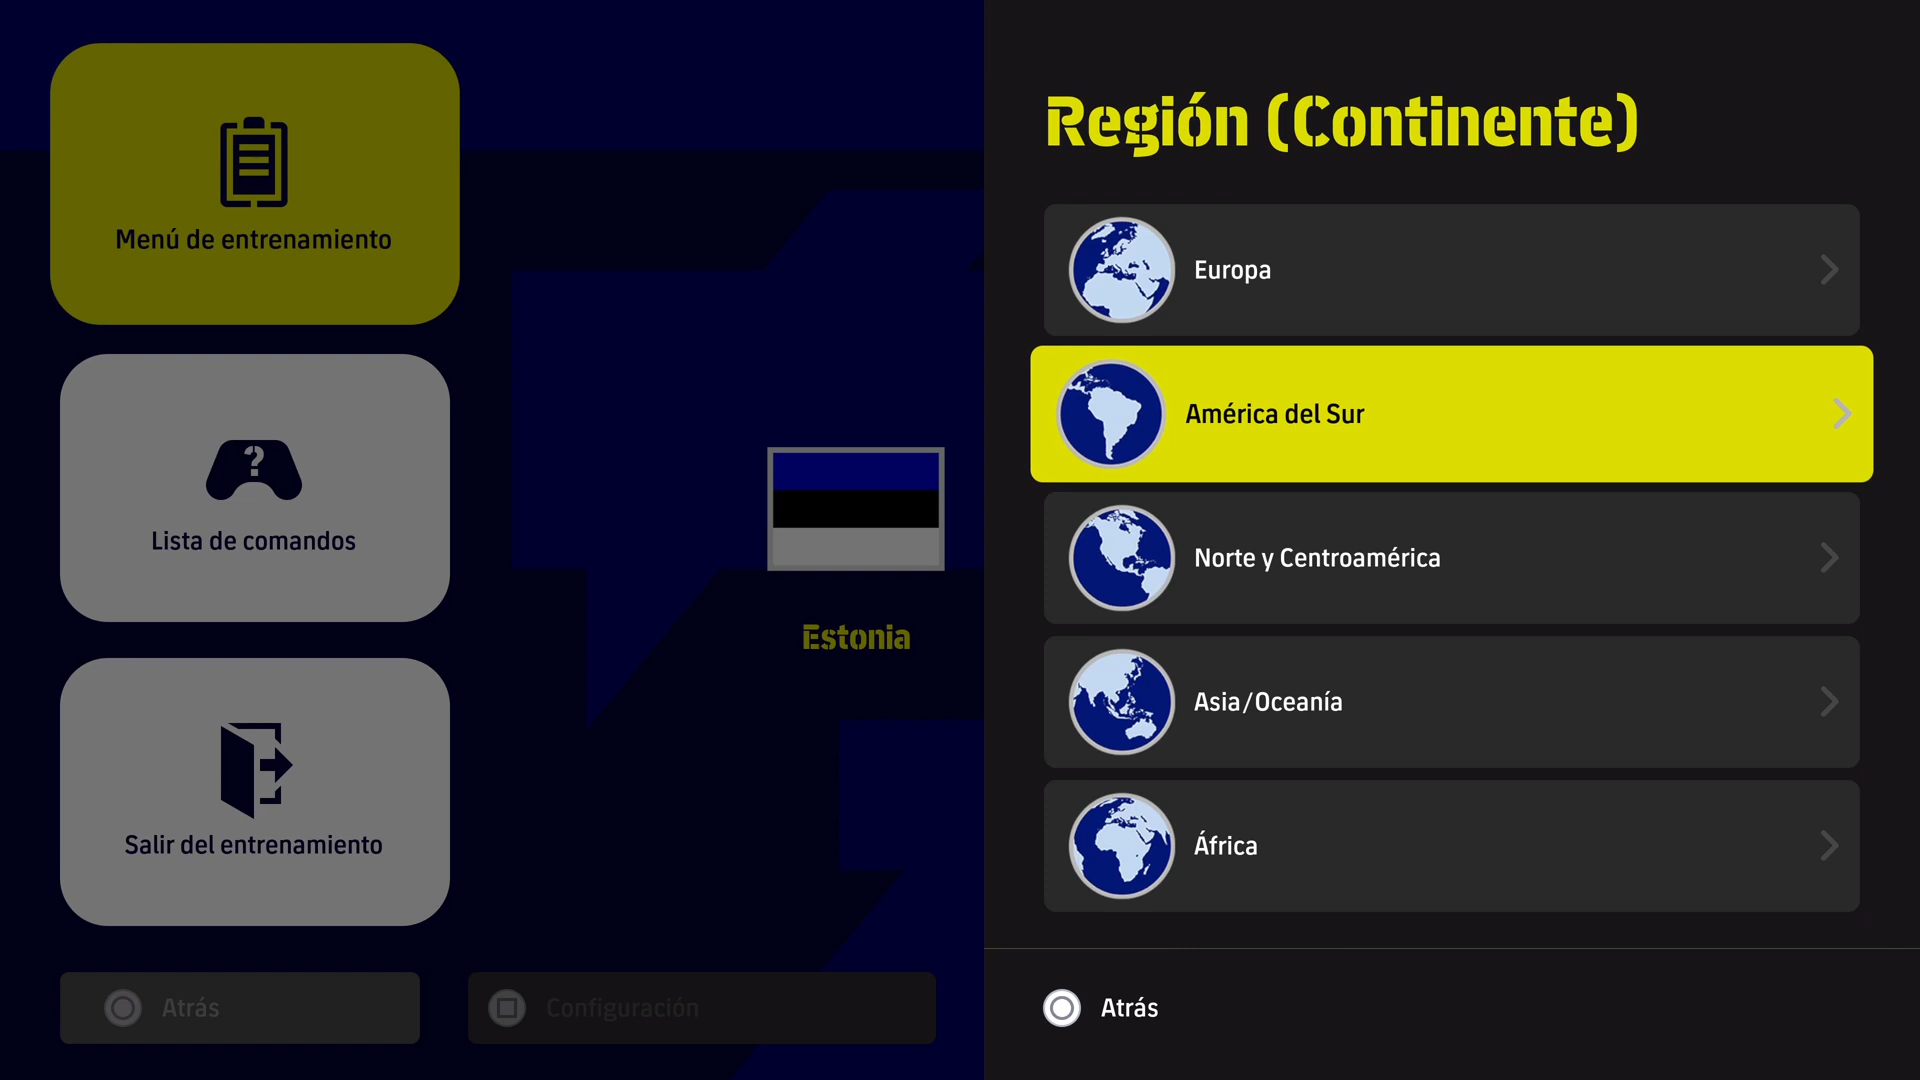 Menú de entrenamiento
Lista de comandos
?
Salir del entrenamiento
Atrás
Configuración
Estonia
Región (Continente)
Europa
América del Sur
Norte y Centroamérica
Asia/Oceanía
África
Atrás